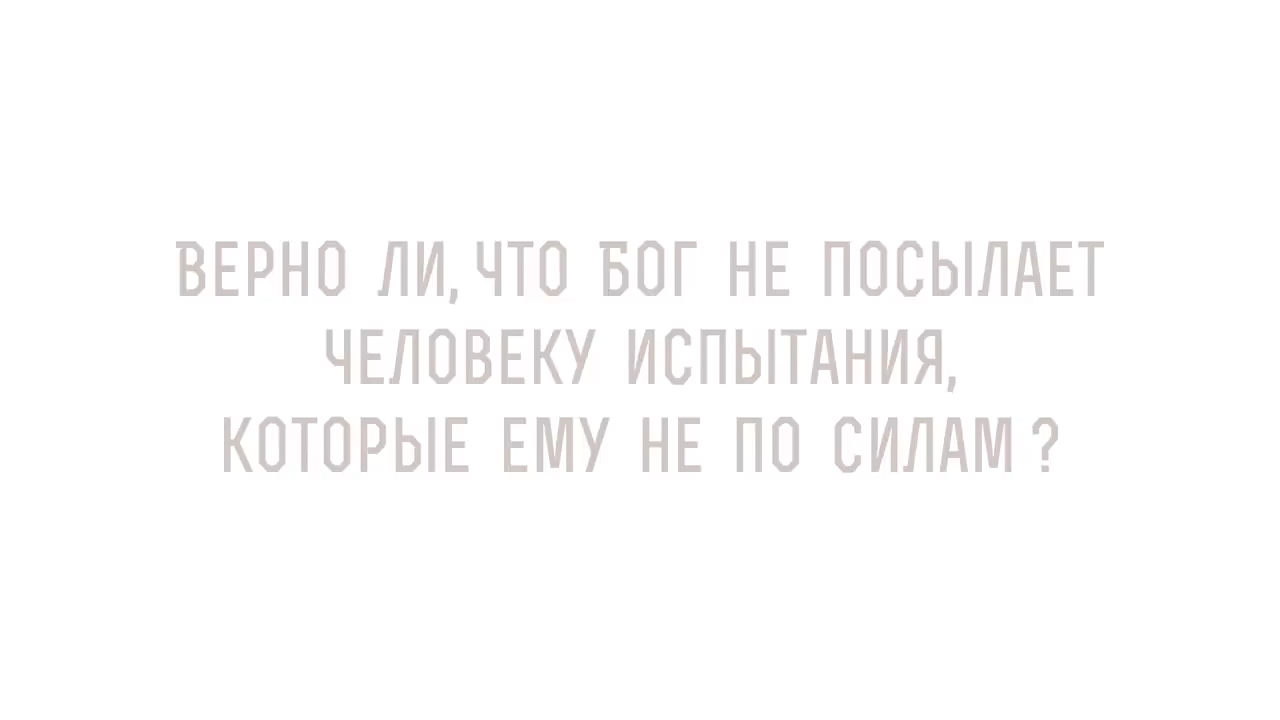 ВЕРНО ЛИ, ЧТО БОГ НЕ ПОСЫЛАЕТ
ЧЕЛОВЕКУ ИСПЫТАНИЯ,
КОТОРЫЕ ЕМУ НЕ ПО СИЛАМ ?